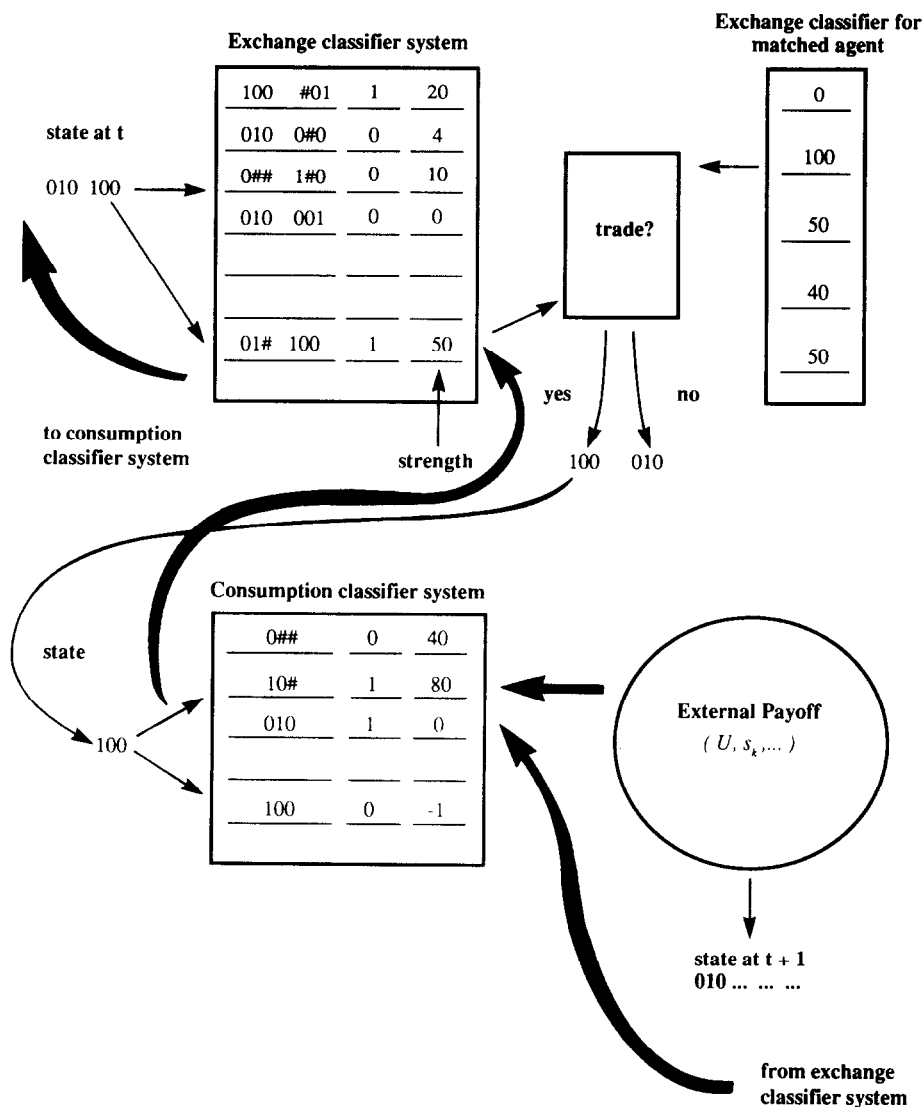 Exchange classifier system
Exchange classifier for
matched agent
100 #01 1 20
010 0#0 0 4
0## 1#0 0 10
010 001 0 0
01# 100 1 50
state at t
010 100
trade?
0
100
50
40
50
yes
no
100 010
to consumption
classifier system
strength
Consumption classifier system
0## 0 40
10# 1 80
010 1 0
100 0 -1
state
100
External Payoff
( U, sₖ,... )
state at t + 1
010 ... ... ...
from exchange
classifier system